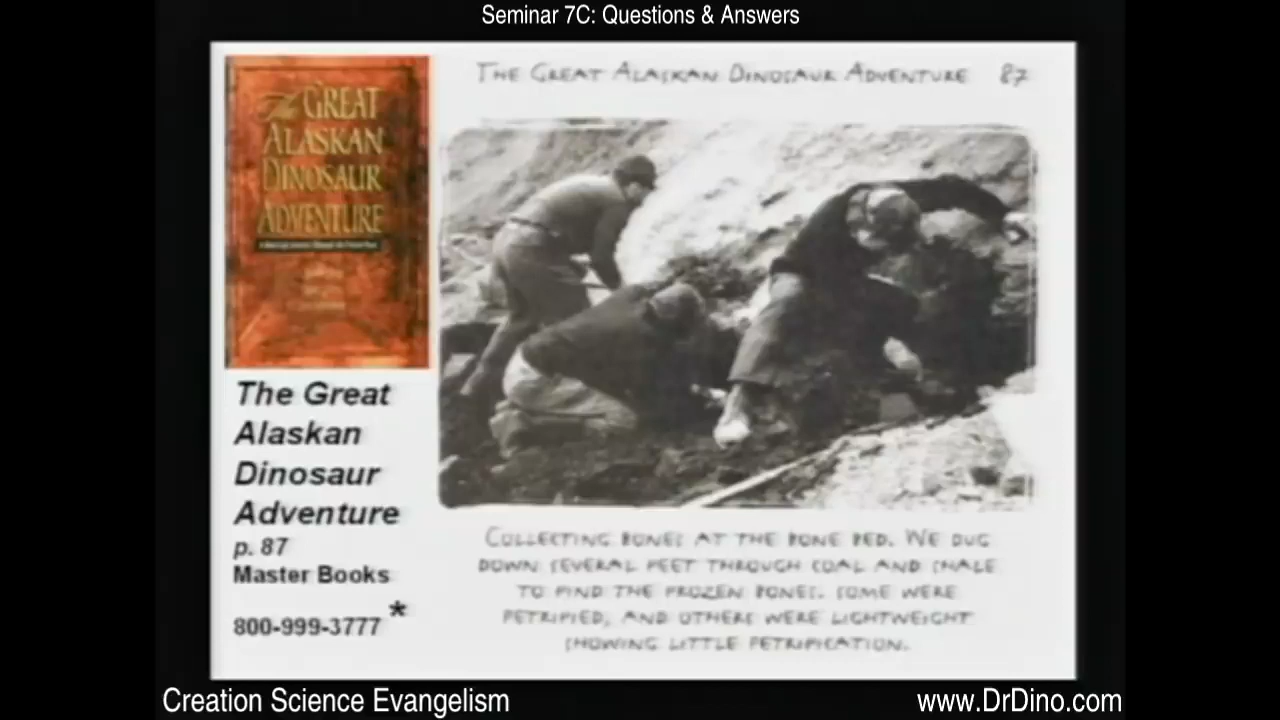 Seminar 7C: Questions & Answers
THE GREAT ALASKAN DINOSAUR ADVENTURE 87
The GREAT
ALASKAN
DINOSAUR
ADVENTURE
The Great
Alaskan
Dinosaur
Adventure
p. 87
Master Books
800-999-3777 *
COLLECTING BONES AT THE BONE BED. WE DUG
DOWN SEVERAL FEET THROUGH COAL AND SHALE
TO FIND THE FROZEN BONES. SOME WERE
PETRIFIED, AND OTHERS WERE LIGHTWEIGHT
SHOWING LITTLE PETRIFICATION.
Creation Science Evangelism
www.DrDino.com